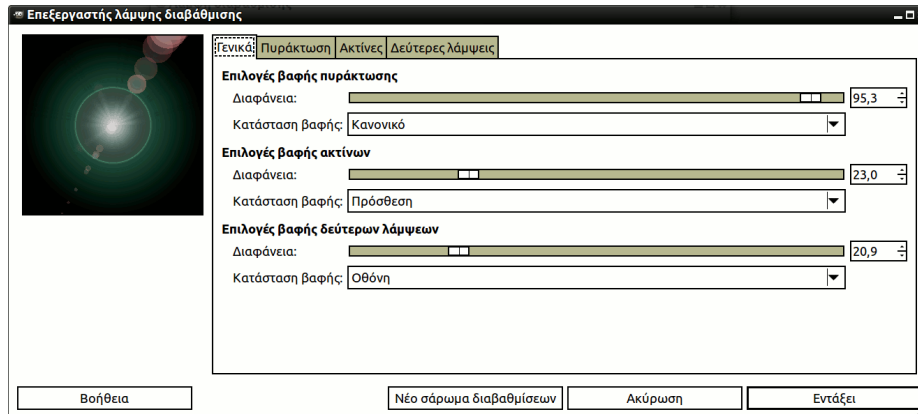 Επεξεργαστής λάμψης διαβάθμισης
Γενικά Πυράκτωση Ακτίνες Δεύτερες λάμψεις
Επιλογές βαφής πυράκτωσης
Διαφάνεια: 95,3
Κατάσταση βαφής: Κανονικό
Επιλογές βαφής ακτίνων
Διαφάνεια: 23,0
Κατάσταση βαφής: Πρόσθεση
Επιλογές βαφής δεύτερων λάμψεων
Διαφάνεια: 20,9
Κατάσταση βαφής: Οθόνη
Βοήθεια Νέο σάρωμα διαβαθμίσεων Ακύρωση Εντάξει